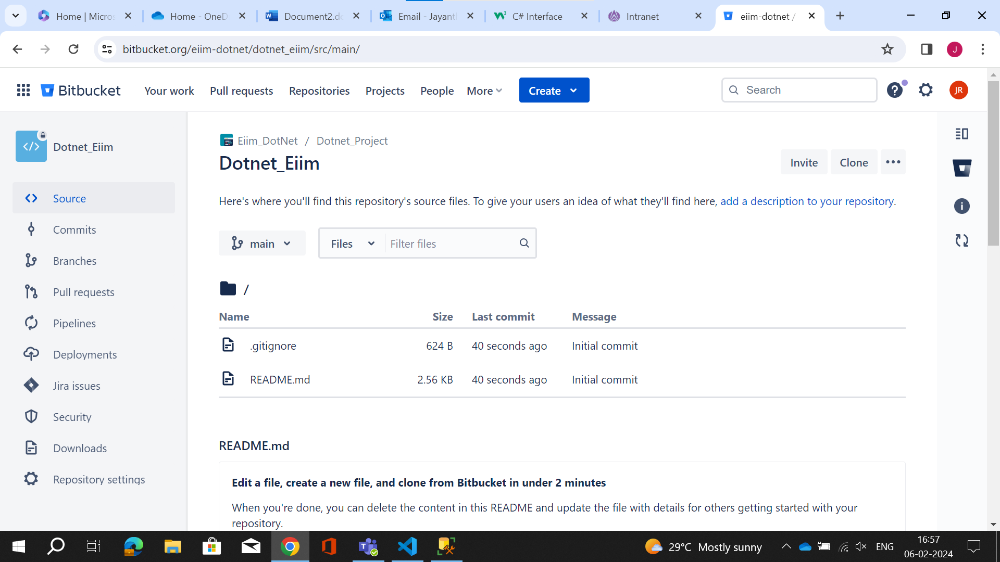 Home | Micros
Home - OneD
Document2.do
Email - Jayanth
C# Interface
Intranet
eiim-dotnet /
bitbucket.org/eiim-dotnet/dotnet_eiim/src/main/
J
Bitbucket
Your work
Pull requests
Repositories
Projects
People
More
Create
Search
JR
Dotnet_Eiim
Source
Commits
Branches
Pull requests
Pipelines
Deployments
Jira issues
Security
Downloads
Repository settings
Eiim_DotNet / Dotnet_Project
Dotnet_Eiim
Invite
Clone
Here's where you'll find this repository's source files. To give your users an idea of what they'll find here, add a description to your repository.
main
Files
Filter files
/
Name Size Last commit Message
.gitignore 624 B 40 seconds ago Initial commit
README.md 2.56 KB 40 seconds ago Initial commit
README.md
Edit a file, create a new file, and clone from Bitbucket in under 2 minutes
When you're done, you can delete the content in this README and update the file with details for others getting started with your
repository.
29°C Mostly sunny
ENG
16:57
06-02-2024